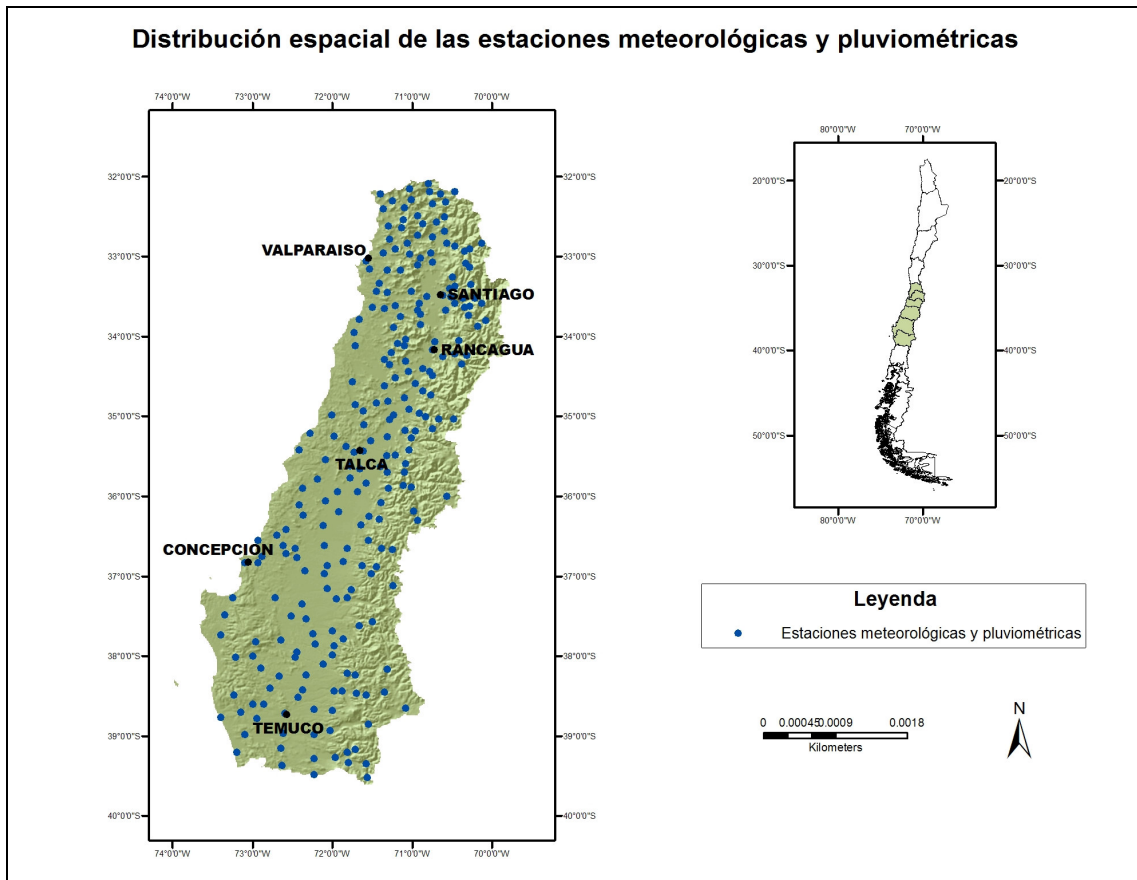 Distribución espacial de las estaciones meteorológicas y pluviométricas
74°0'0"W 73°0'0"W 72°0'0"W 71°0'0"W 70°0'0"W
32°0'0"S 32°0'0"S
VALPARAISO
33°0'0"S 33°0'0"S
SANTIAGO
34°0'0"S 34°0'0"S
RANCAGUA
35°0'0"S 35°0'0"S
TALCA
36°0'0"S 36°0'0"S
CONCEPCIÓN
37°0'0"S 37°0'0"S
38°0'0"S 38°0'0"S
TEMUCO
39°0'0"S 39°0'0"S
40°0'0"S 40°0'0"S
74°0'0"W 73°0'0"W 72°0'0"W 71°0'0"W 70°0'0"W
80°0'0"W 70°0'0"W
20°0'0"S 20°0'0"S
30°0'0"S 30°0'0"S
40°0'0"S 40°0'0"S
50°0'0"S 50°0'0"S
80°0'0"W 70°0'0"W
Leyenda
Estaciones meteorológicas y pluviométricas
0 0.00045 0.0009 0.0018
Kilometers
N